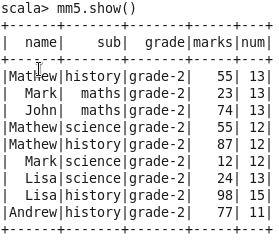 scala> mm5.show()
+------+-------+-------+-----+---+
|  name|    sub|  grade|marks|num|
+------+-------+-------+-----+---+
|Mathew|history|grade-2|   55| 13|
|  Mark|  maths|grade-2|   23| 13|
|  John|  maths|grade-2|   74| 13|
|Mathew|science|grade-2|   55| 12|
|Mathew|history|grade-2|   87| 12|
|  Mark|science|grade-2|   12| 12|
|  Lisa|science|grade-2|   24| 13|
|  Lisa|history|grade-2|   98| 15|
|Andrew|history|grade-2|   77| 11|
+------+-------+-------+-----+---+